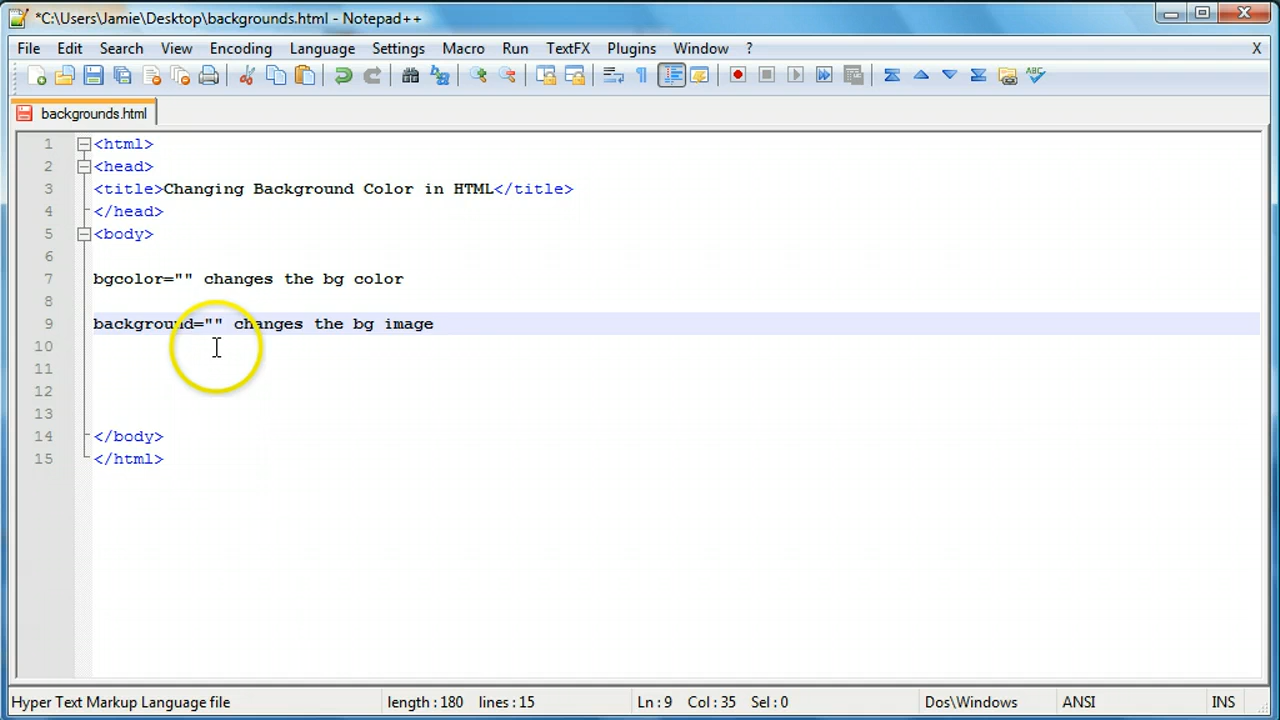 *C:\Users\Jamie\Desktop\backgrounds.html - Notepad++
File Edit Search View Encoding Language Settings Macro Run TextFX Plugins Window ? X
ABC
backgrounds.html
1 <html>
2 <head>
3 <title>Changing Background Color in HTML</title>
4 </head>
5 <body>
6
7 bgcolor="" changes the bg color
8
9 background="" changes the bg image
10
11
12
13
14 </body>
15 </html>
Hyper Text Markup Language file length : 180 lines : 15 Ln : 9 Col : 35 Sel : 0 Dos\Windows ANSI INS